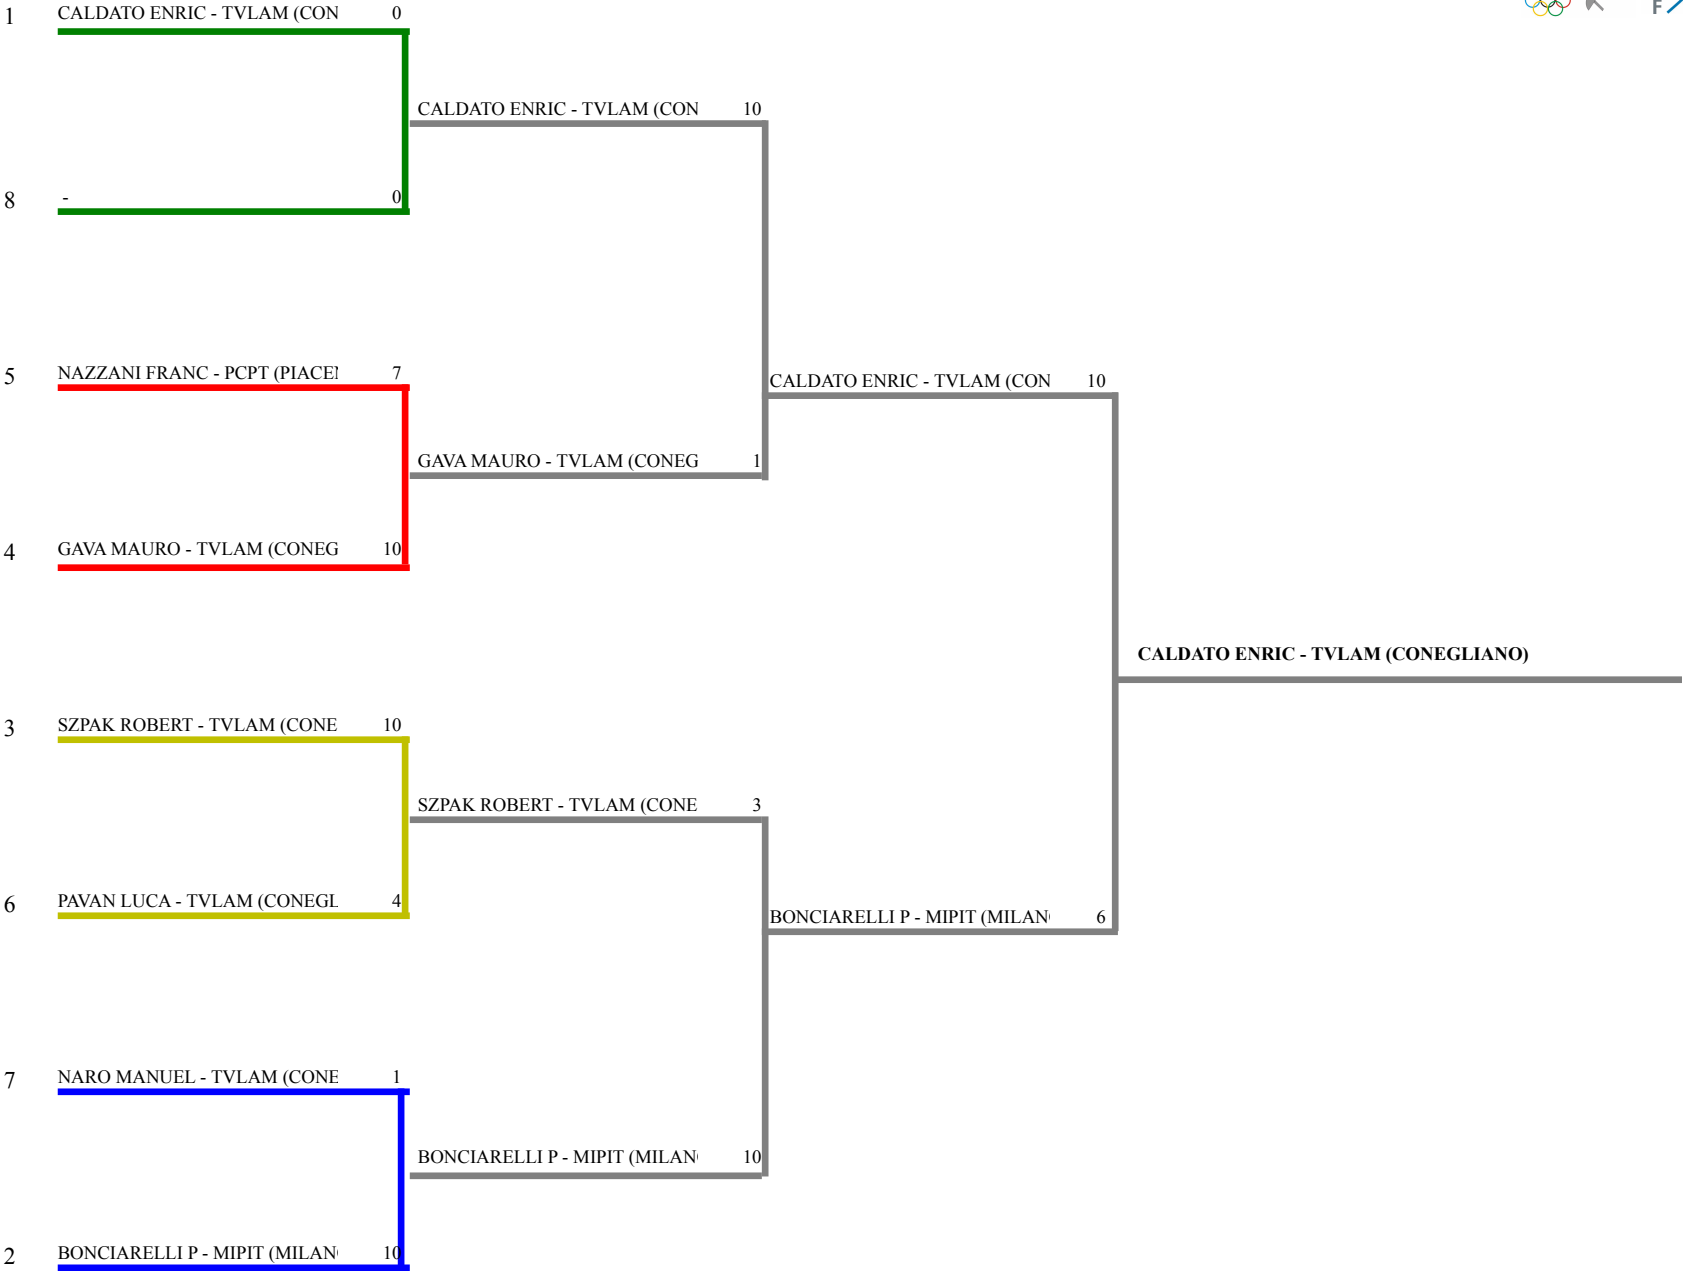 1 CALDATO ENRIC - TVLAM (CON 0
CALDATO ENRIC - TVLAM (CON 10
8 - 0
5 NAZZANI FRANC - PCPT (PIACEN 7
CALDATO ENRIC - TVLAM (CON 10
GAVA MAURO - TVLAM (CONEG 1
4 GAVA MAURO - TVLAM (CONEG 10
CALDATO ENRIC - TVLAM (CONEGLIANO)
3 SZPAK ROBERT - TVLAM (CONE 10
SZPAK ROBERT - TVLAM (CONE 3
6 PAVAN LUCA - TVLAM (CONEGL 4
BONCIARELLI P - MIPIT (MILAN 6
7 NARO MANUEL - TVLAM (CONE 1
BONCIARELLI P - MIPIT (MILAN 10
2 BONCIARELLI P - MIPIT (MILAN 10
F